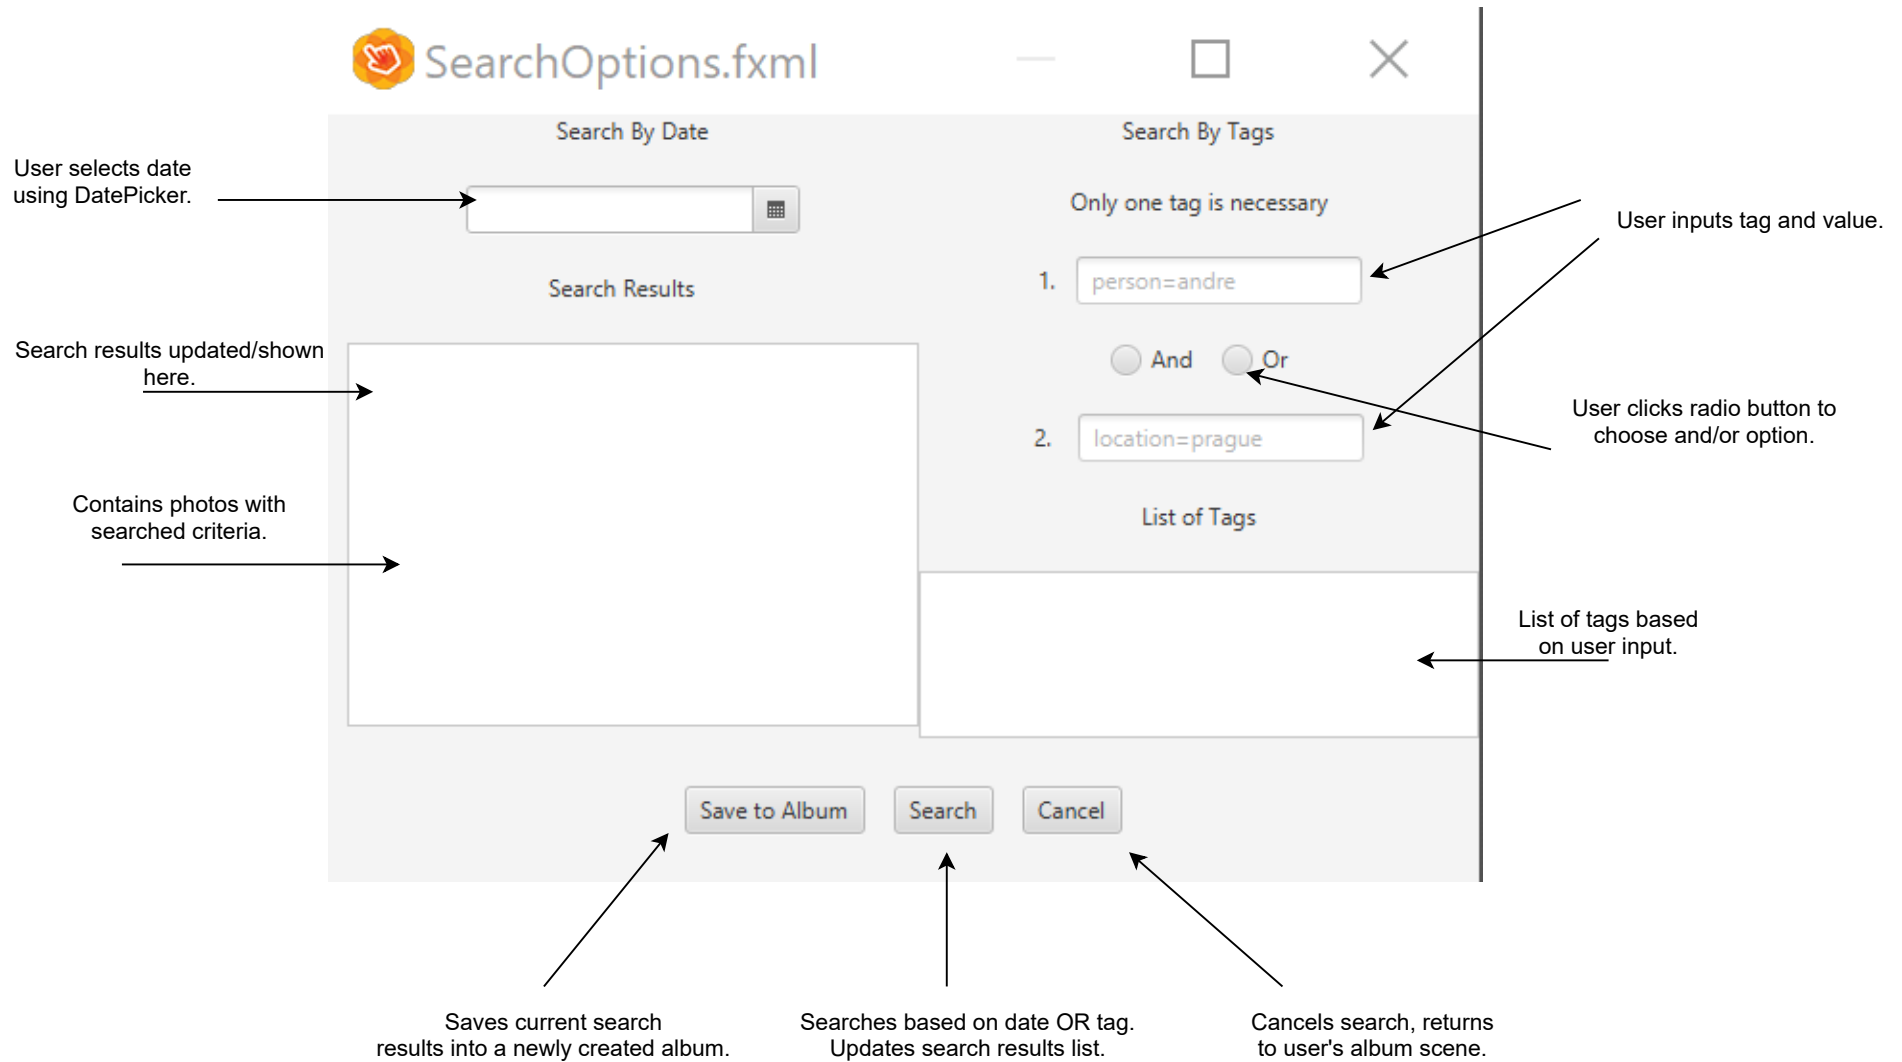 SearchOptions.fxml
Search By Date
Search By Tags
User selects date
using DatePicker.
Only one tag is necessary
User inputs tag and value.
1.
person=andre
Search Results
Search results updated/shown
here.
And
Or
User clicks radio button to
choose and/or option.
2.
location=prague
Contains photos with
searched criteria.
List of Tags
List of tags based
on user input.
Save to Album
Search
Cancel
Saves current search
results into a newly created album.
Searches based on date OR tag.
Updates search results list.
Cancels search, returns
to user's album scene.